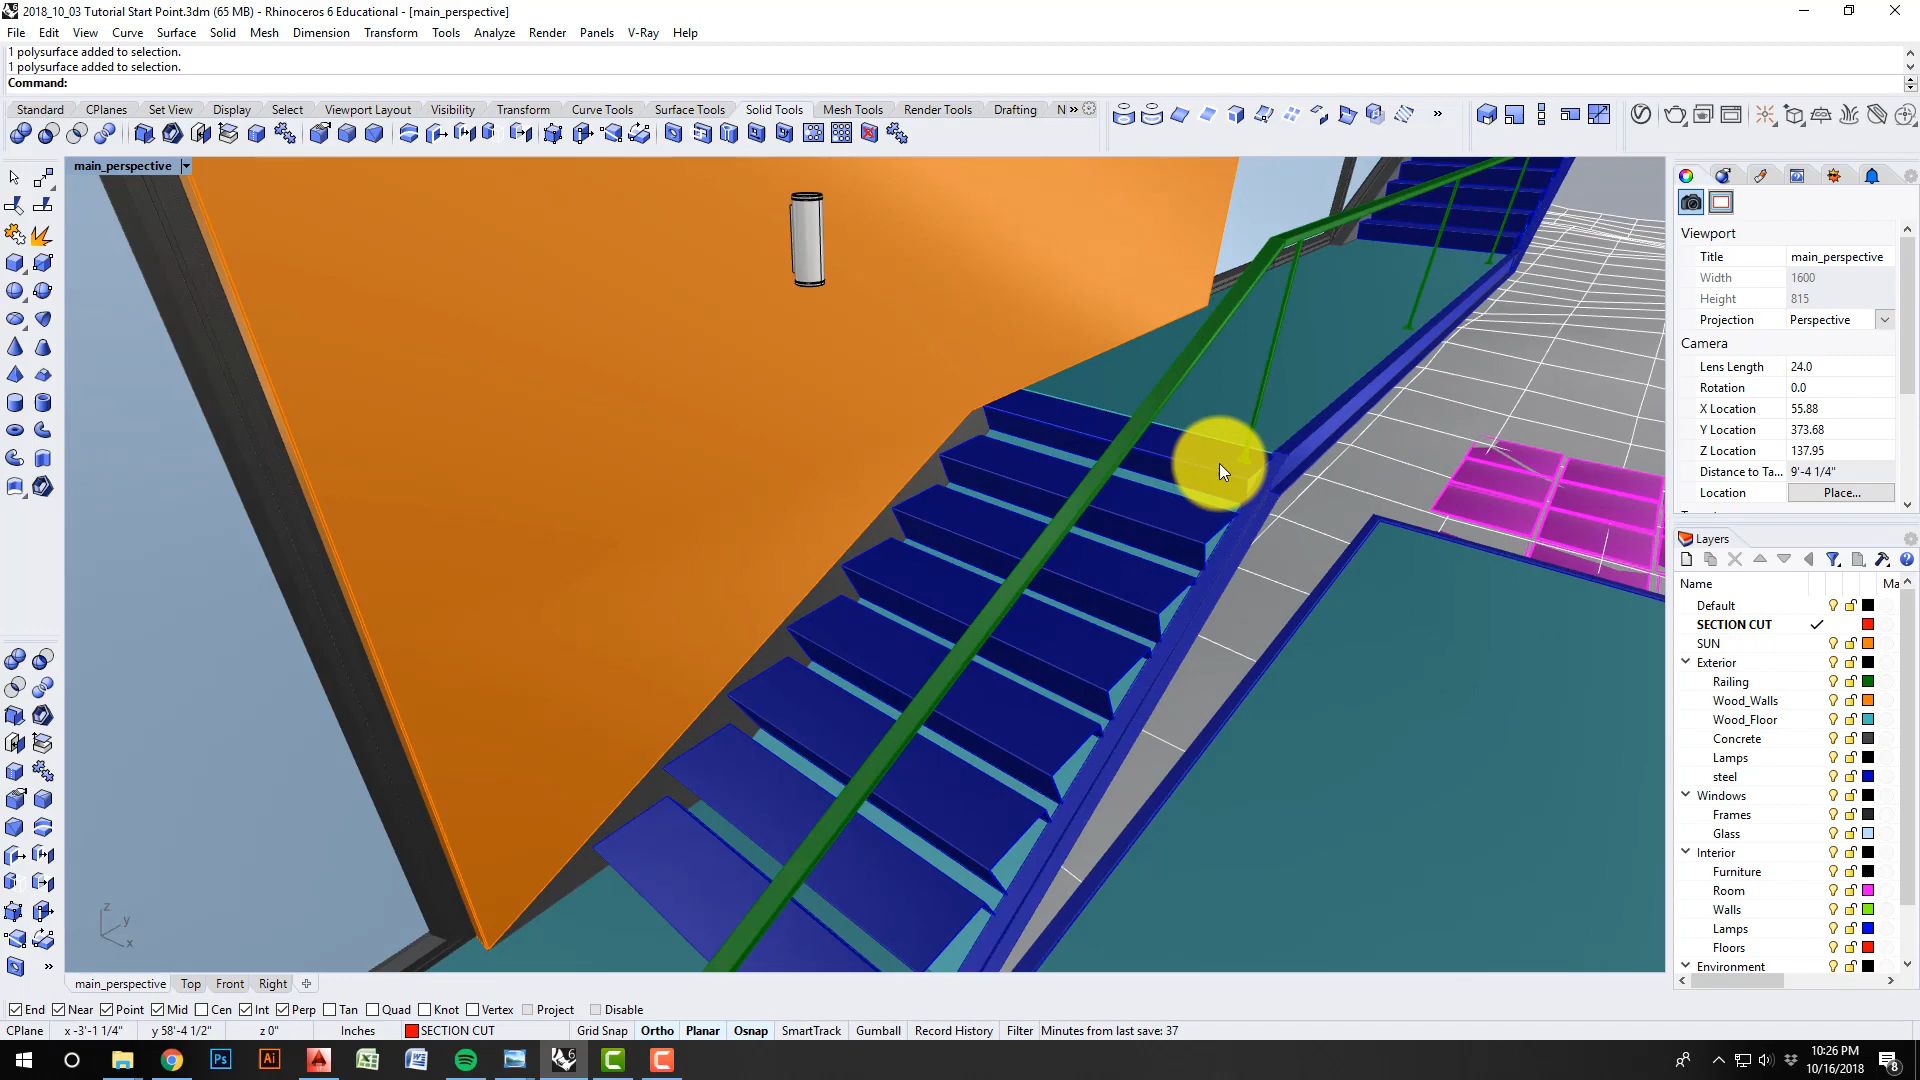 2018_10_03 Tutorial Start Point.3dm (65 MB) - Rhinoceros 6 Educational - [main_perspective]
File Edit View Curve Surface Solid Mesh Dimension Transform Tools Analyze Render Panels V-Ray Help
1 polysurface added to selection.
1 polysurface added to selection.
Command:
Standard CPlanes Set View Display Select Viewport Layout Visibility Transform Curve Tools Surface Tools Solid Tools Mesh Tools Render Tools Drafting N »
main_perspective
Viewport
Title main_perspective
Width 1600
Height 815
Projection Perspective
Camera
Lens Length 24.0
Rotation 0.0
X Location 55.88
Y Location 373.68
Z Location 137.95
Distance to Ta... 9'-4 1/4"
Location Place...
Layers
Name Ma
Default
SECTION CUT
SUN
Exterior
Railing
Wood_Walls
Wood_Floor
Concrete
Lamps
steel
Windows
Frames
Glass
Interior
Furniture
Room
Walls
Lamps
Floors
Environment
z
y
x
main_perspective Top Front Right
End Near Point Mid Cen Int Perp Tan Quad Knot Vertex Project Disable
CPlane x -3'-1 1/4" y 58'-4 1/2" z 0" Inches SECTION CUT Grid Snap Ortho Planar Osnap SmartTrack Gumball Record History Filter Minutes from last save: 37
Ps Ai W 6 C C
10:26 PM
10/16/2018
8